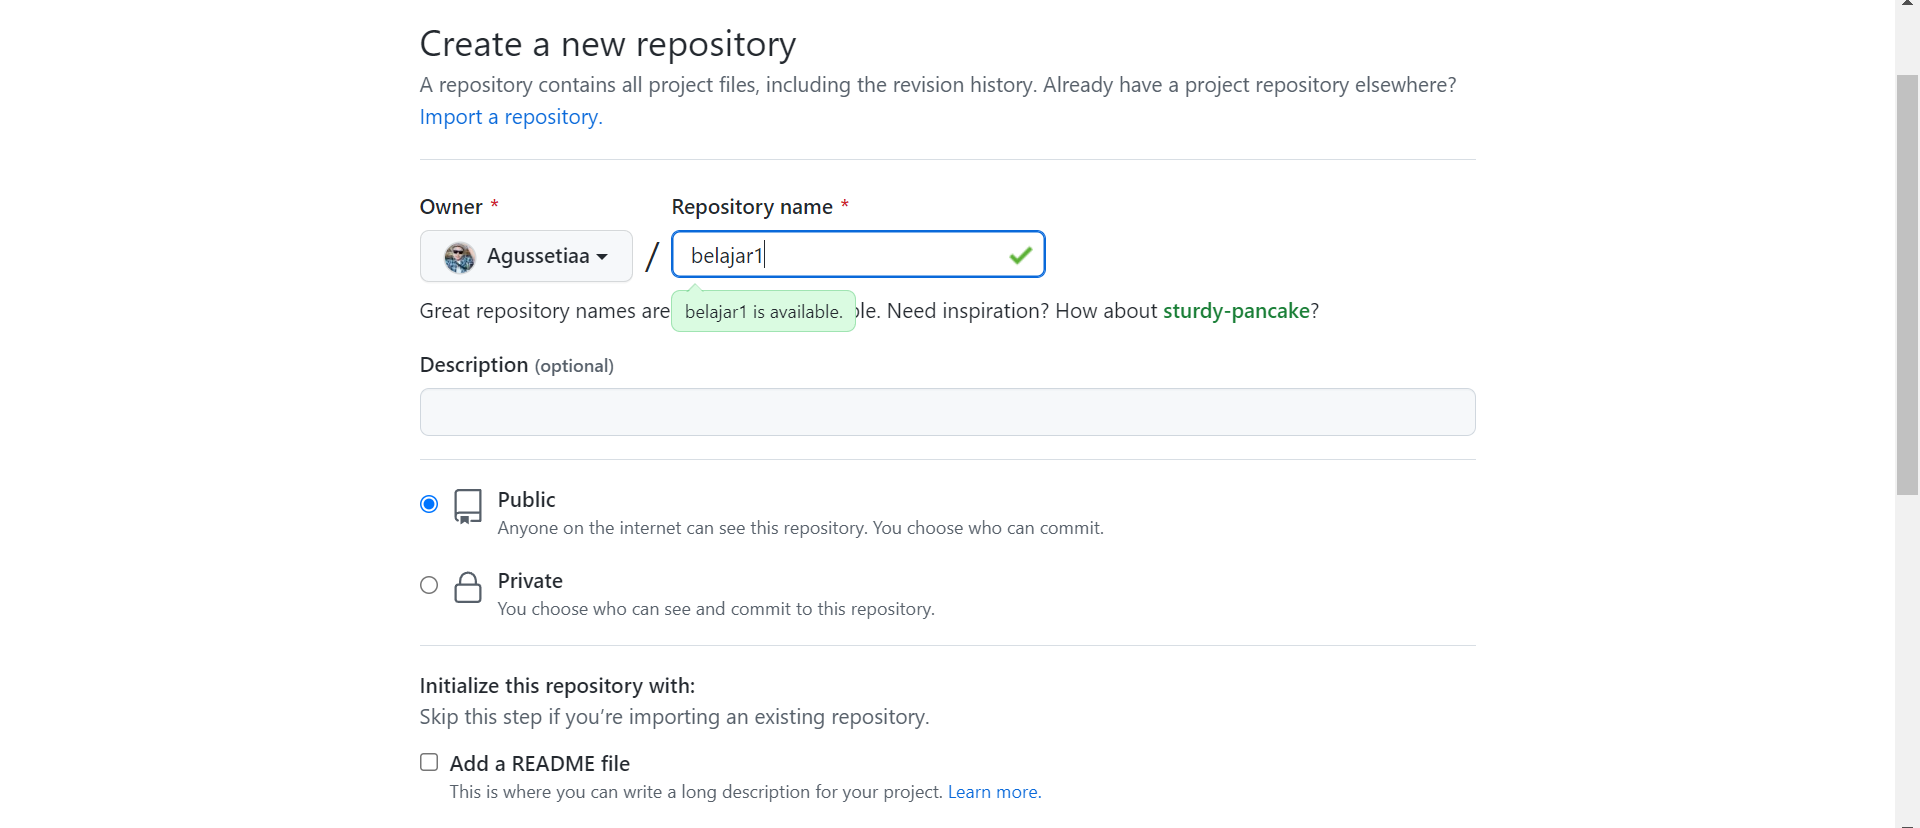 Create a new repository
A repository contains all project files, including the revision history. Already have a project repository elsewhere?
Import a repository.
Owner * Repository name *
Agussetiaa / belajar1
belajar1 is available.
Great repository names are Need inspiration? How about sturdy-pancake?
Description (optional)
Public
Anyone on the internet can see this repository. You choose who can commit.
Private
You choose who can see and commit to this repository.
Initialize this repository with:
Skip this step if you’re importing an existing repository.
Add a README file
This is where you can write a long description for your project. Learn more.